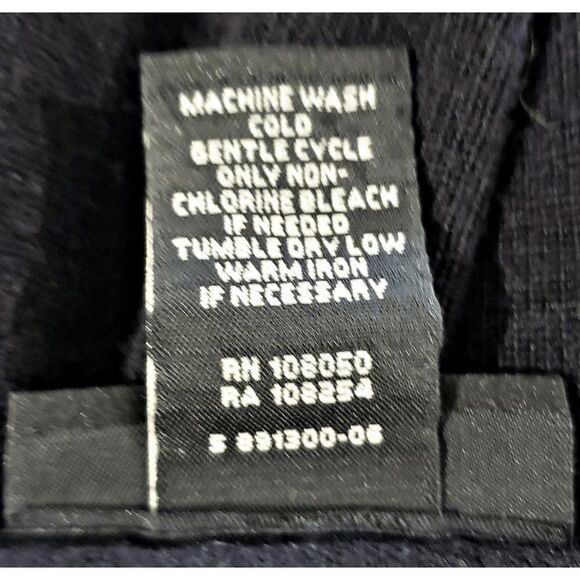 MACHINE WASH
COLD
GENTLE CYCLE
ONLY NON-
CHLORINE BLEACH
IF NEEDED
TUMBLE DRY LOW
WARM IRON
IF NECESSARY
RN 108050
RA 108254
S 891300-06